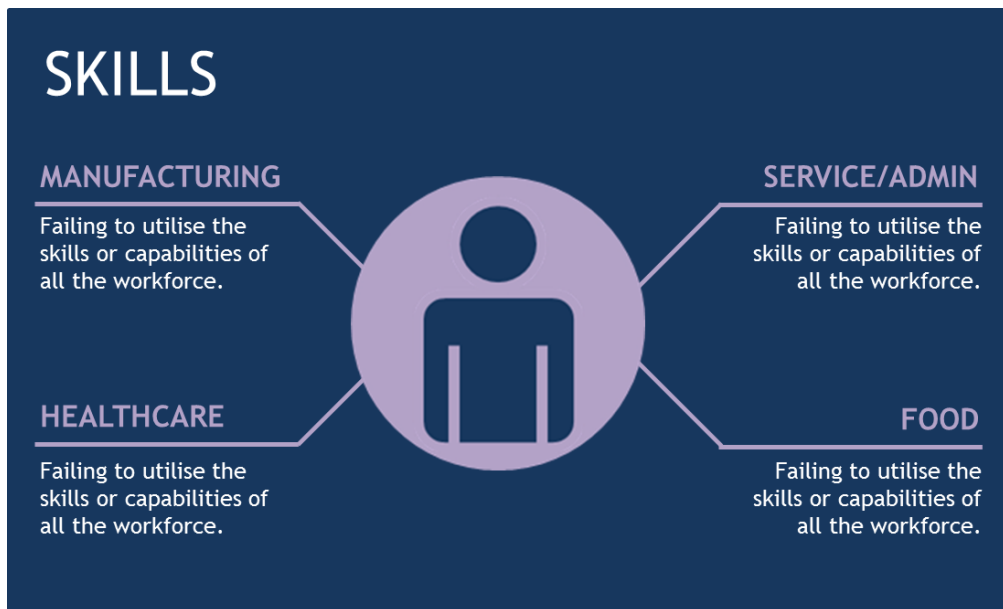 SKILLS
MANUFACTURING
Failing to utilise the
skills or capabilities of
all the workforce.
SERVICE/ADMIN
Failing to utilise the
skills or capabilities of
all the workforce.
HEALTHCARE
Failing to utilise the
skills or capabilities of
all the workforce.
FOOD
Failing to utilise the
skills or capabilities of
all the workforce.